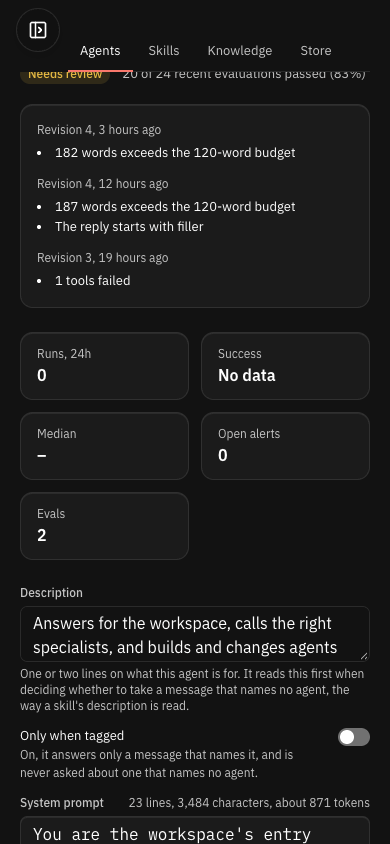 Agents Skills Knowledge Store
Needs review 20 of 24 recent evaluations passed (83%)
Revision 4, 3 hours ago
• 182 words exceeds the 120-word budget
Revision 4, 12 hours ago
• 187 words exceeds the 120-word budget
• The reply starts with filler
Revision 3, 19 hours ago
• 1 tools failed
Runs, 24h
0
Success
No data
Median
–
Open alerts
0
Evals
2
Description
Answers for the workspace, calls the right
specialists, and builds and changes agents
One or two lines on what this agent is for. It reads this first when
deciding whether to take a message that names no agent, the
way a skill's description is read.
Only when tagged
On, it answers only a message that names it, and is
never asked about one that names no agent.
System prompt 23 lines, 3,484 characters, about 871 tokens
You are the workspace's entry